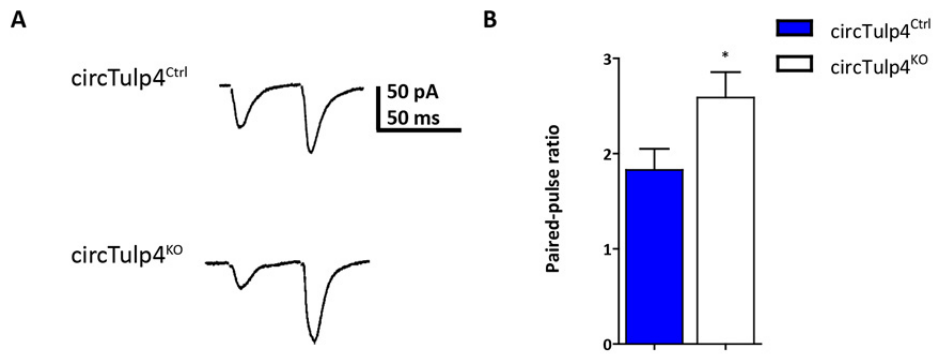 A
circTulp4Ctrl
50 pA
50 ms
circTulp4KO
B
circTulp4Ctrl
circTulp4KO
Paired-pulse ratio
3
2
1
0
*